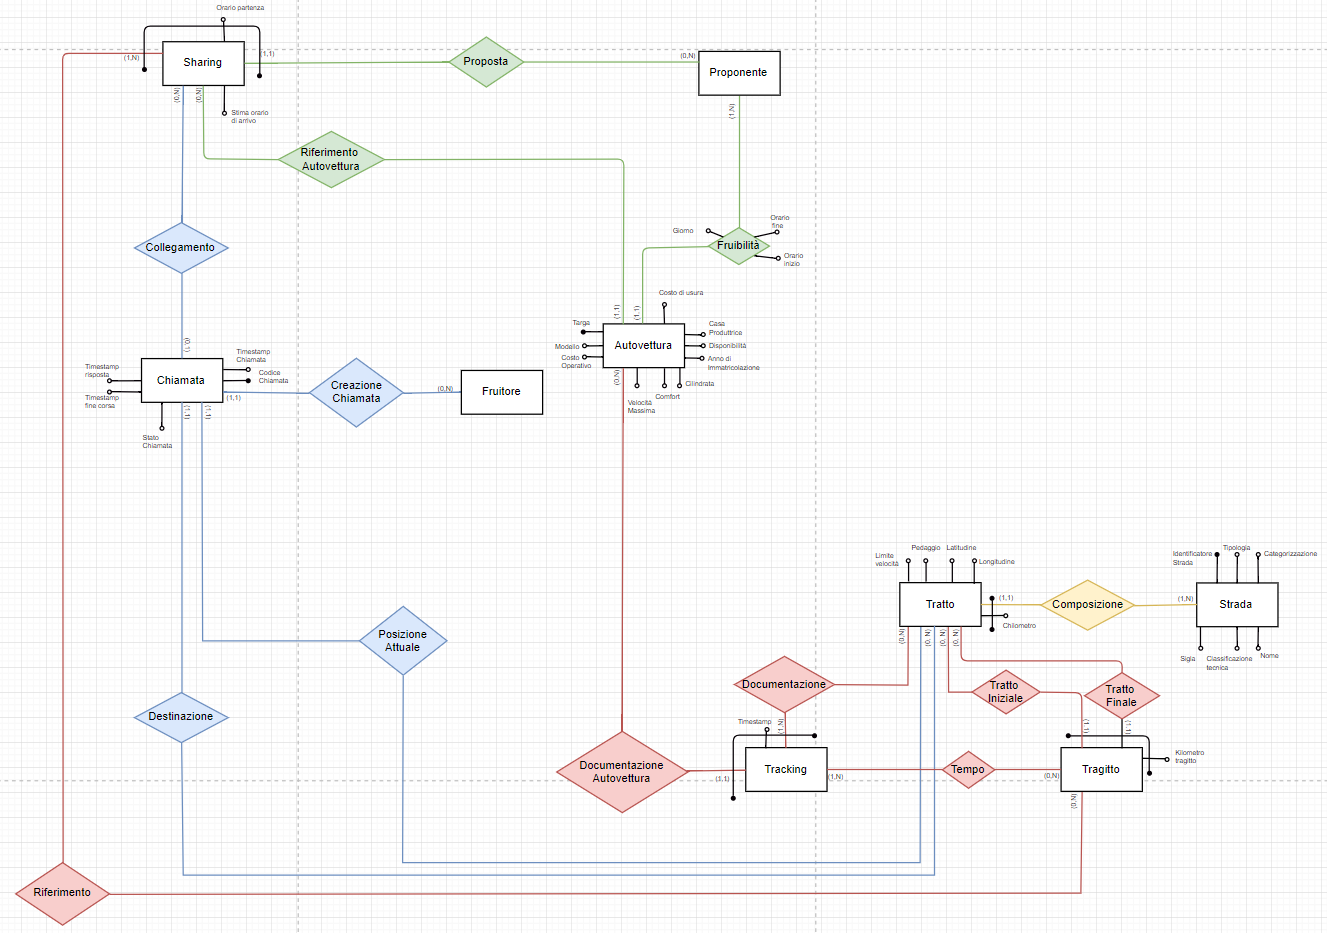 Orario partenza
(1,N)
Sharing
(1,1)
Proposta
(0,N)
Proponente
(0,N)
(0,N)
Stima orario
di arrivo
(1,N)
Riferimento
Autovettura
Collegamento
Giorno
Orario
fine
Fruibilità
Orario
inizio
Costo di usura
(1,1)
(1,1)
Targa
Casa
Produttrice
Modello
Autovettura
Disponibilità
Costo
Operativo
Anno di
Immatricolazione
(0,N)
Cilindrata
Comfort
Velocità
Massima
(0,1)
Timestamp
Chiamata
Timestamp
risposta
Chiamata
Codice
Chiamata
Timestamp
fine corsa
(1,1)
(1,1)
(1,1)
Stato
Chiamata
Creazione
Chiamata
(0,N)
Fruitore
Limite
velocità
Pedaggio
Latitudine
Longitudine
Tratto
(1,1)
Chilometro
Composizione
(1,N)
Identificatore
Strada
Tipologia
Categorizzazione
Strada
Sigla
Classificazione
tecnica
Nome
(0,N)
(0, N)
(0, N)
(0, N)
Posizione
Attuale
Destinazione
Documentazione
Tratto
Iniziale
Tratto
Finale
Timestamp
(1,N)
(1,1)
(1,1)
Documentazione
Autovettura
(1,1)
Tracking
(1,N)
Tempo
(0,N)
Tragitto
Kilometro
tragitto
(0,N)
Riferimento